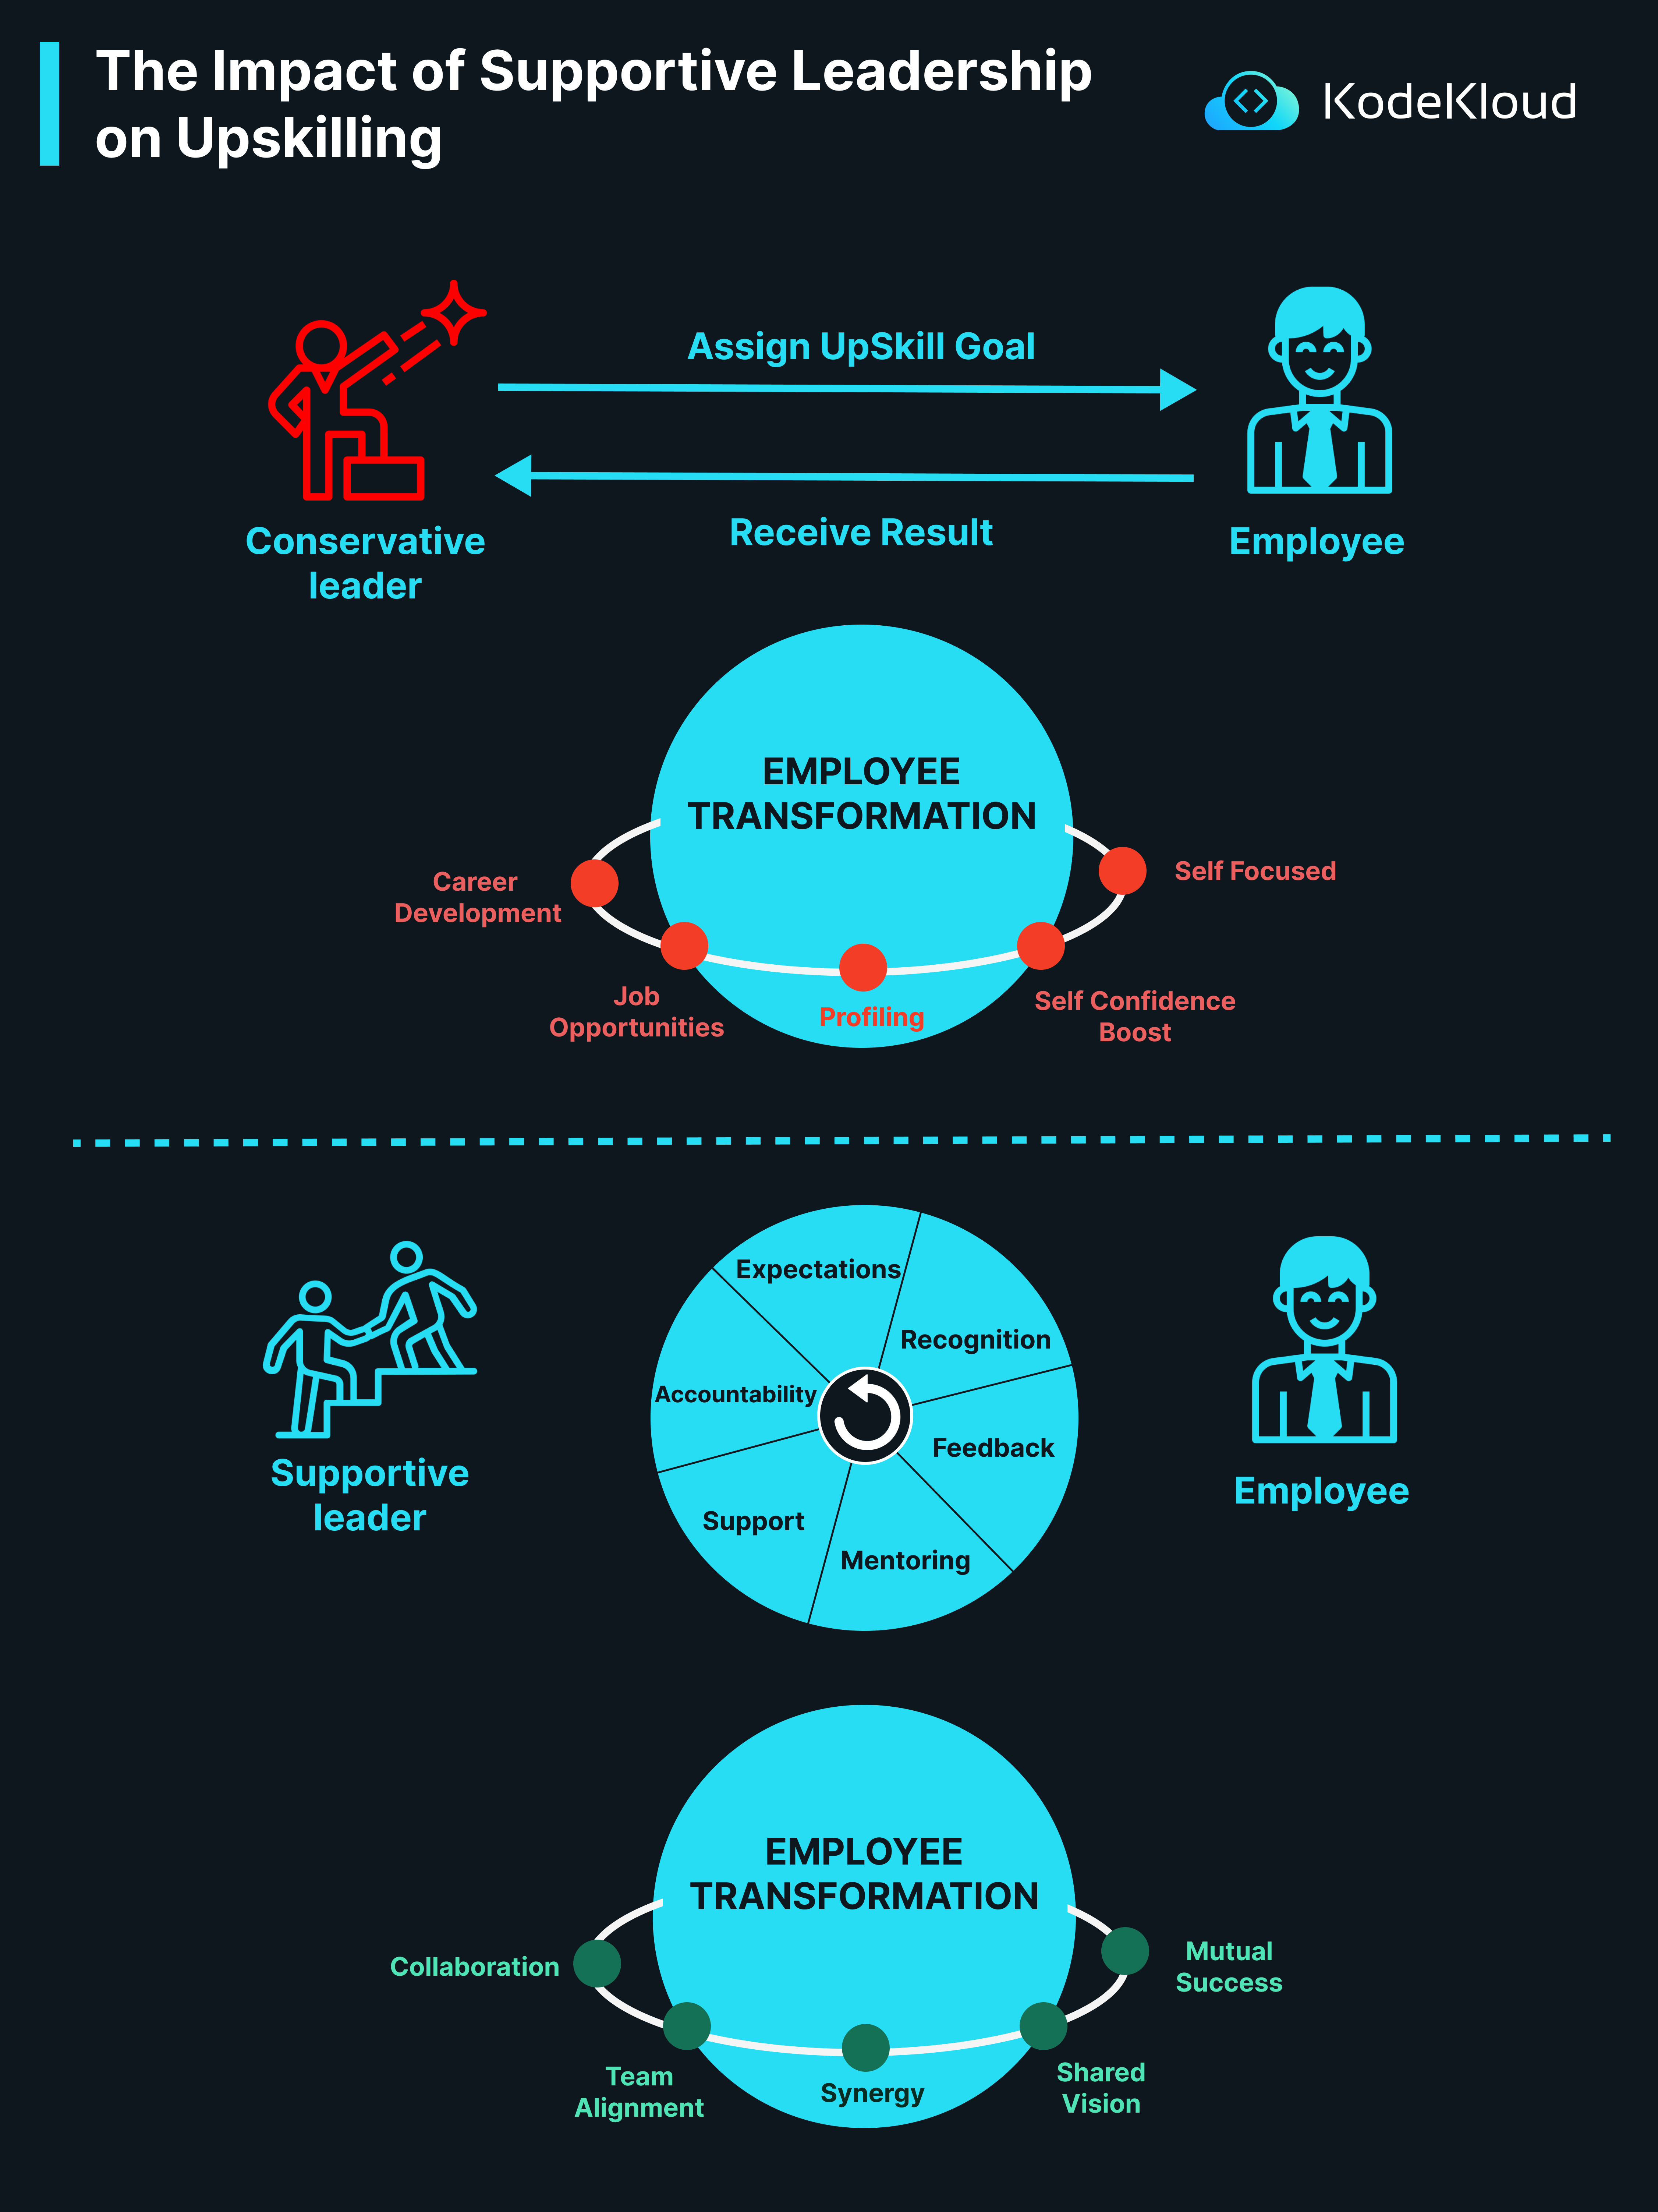 The Impact of Supportive Leadership
on Upskilling
KodeKloud
Assign UpSkill Goal
Receive Result
Conservative
leader
Employee
EMPLOYEE
TRANSFORMATION
Career
Development
Job
Opportunities
Profiling
Self Confidence
Boost
Self Focused
Expectations
Recognition
Accountability
Feedback
Support
Mentoring
Supportive
leader
Employee
EMPLOYEE
TRANSFORMATION
Collaboration
Team
Alignment
Synergy
Shared
Vision
Mutual
Success